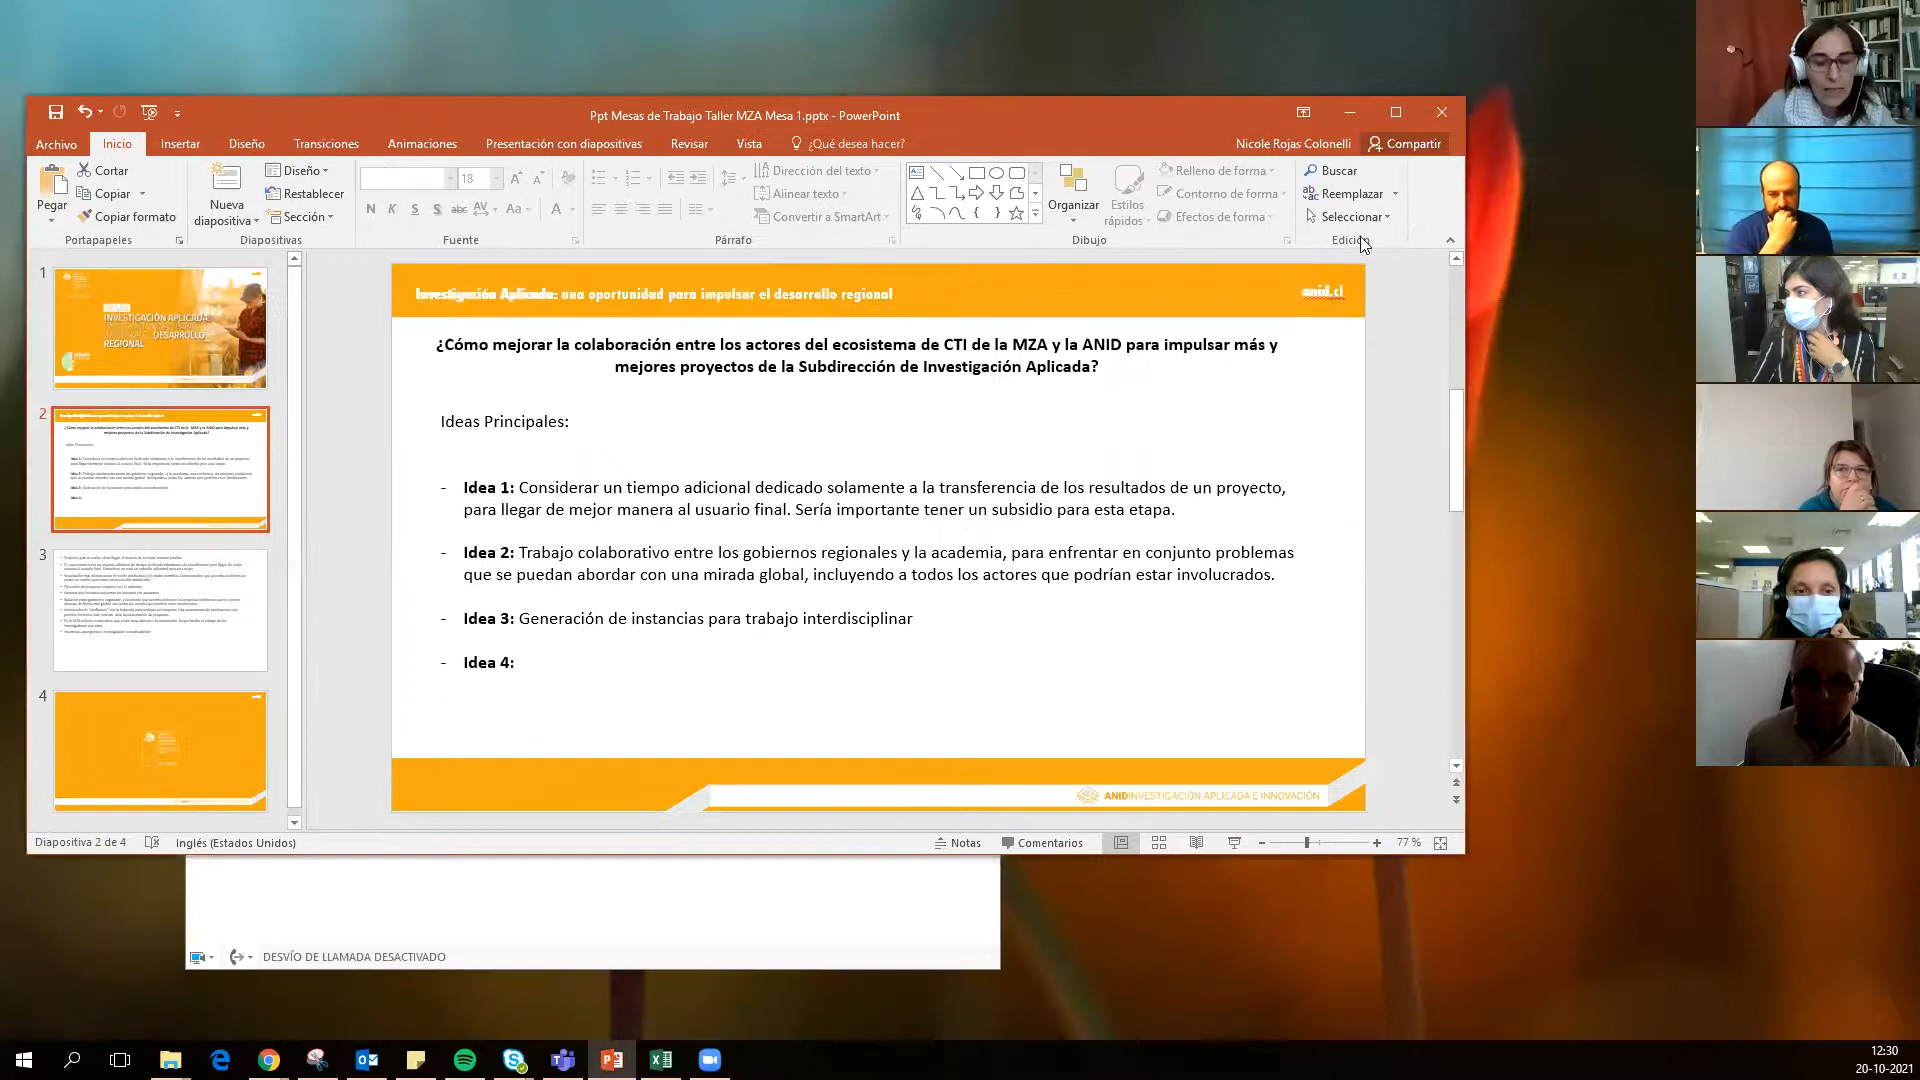 Ppt Mesas de Trabajo Taller MZA Mesa 1.pptx - PowerPoint
Archivo Inicio Insertar Diseño Transiciones Animaciones Presentación con diapositivas Revisar Vista ¿Qué desea hacer? Nicole Rojas Colonelli Compartir
Pegar
Cortar
Copiar
Copiar formato
Portapapeles
Nueva diapositiva
Diseño
Restablecer
Sección
Diapositivas
18
N K S S abc AV Aa A
Fuente
Dirección del texto
Alinear texto
Convertir a SmartArt
Párrafo
Organizar
Estilos rápidos
Relleno de forma
Contorno de forma
Efectos de forma
Dibujo
Buscar
Reemplazar
Seleccionar
Edición
1
INVESTIGACIÓN APLICADA:
DESARROLLO
REGIONAL
2
3
4
Investigación Aplicada: una oportunidad para impulsar el desarrollo regional
anid.cl
¿Cómo mejorar la colaboración entre los actores del ecosistema de CTI de la MZA y la ANID para impulsar más y
mejores proyectos de la Subdirección de Investigación Aplicada?
Ideas Principales:
- Idea 1: Considerar un tiempo adicional dedicado solamente a la transferencia de los resultados de un proyecto,
para llegar de mejor manera al usuario final. Sería importante tener un subsidio para esta etapa.
- Idea 2: Trabajo colaborativo entre los gobiernos regionales y la academia, para enfrentar en conjunto problemas
que se puedan abordar con una mirada global, incluyendo a todos los actores que podrían estar involucrados.
- Idea 3: Generación de instancias para trabajo interdisciplinar
- Idea 4:
ANID INVESTIGACIÓN APLICADA E INNOVACIÓN
Diapositiva 2 de 4 Inglés (Estados Unidos) Notas Comentarios 77 %
DESVÍO DE LLAMADA DESACTIVADO
12:30
20-10-2021